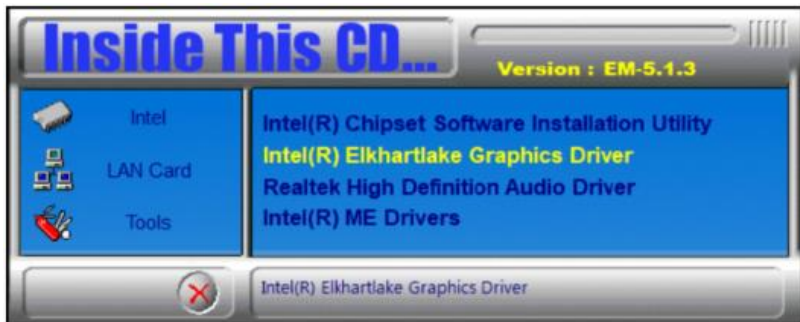 Inside This CD...
Version : EM-5.1.3
Intel
LAN Card
Tools
Intel(R) Chipset Software Installation Utility
Intel(R) Elkhartlake Graphics Driver
Realtek High Definition Audio Driver
Intel(R) ME Drivers
Intel(R) Elkhartlake Graphics Driver